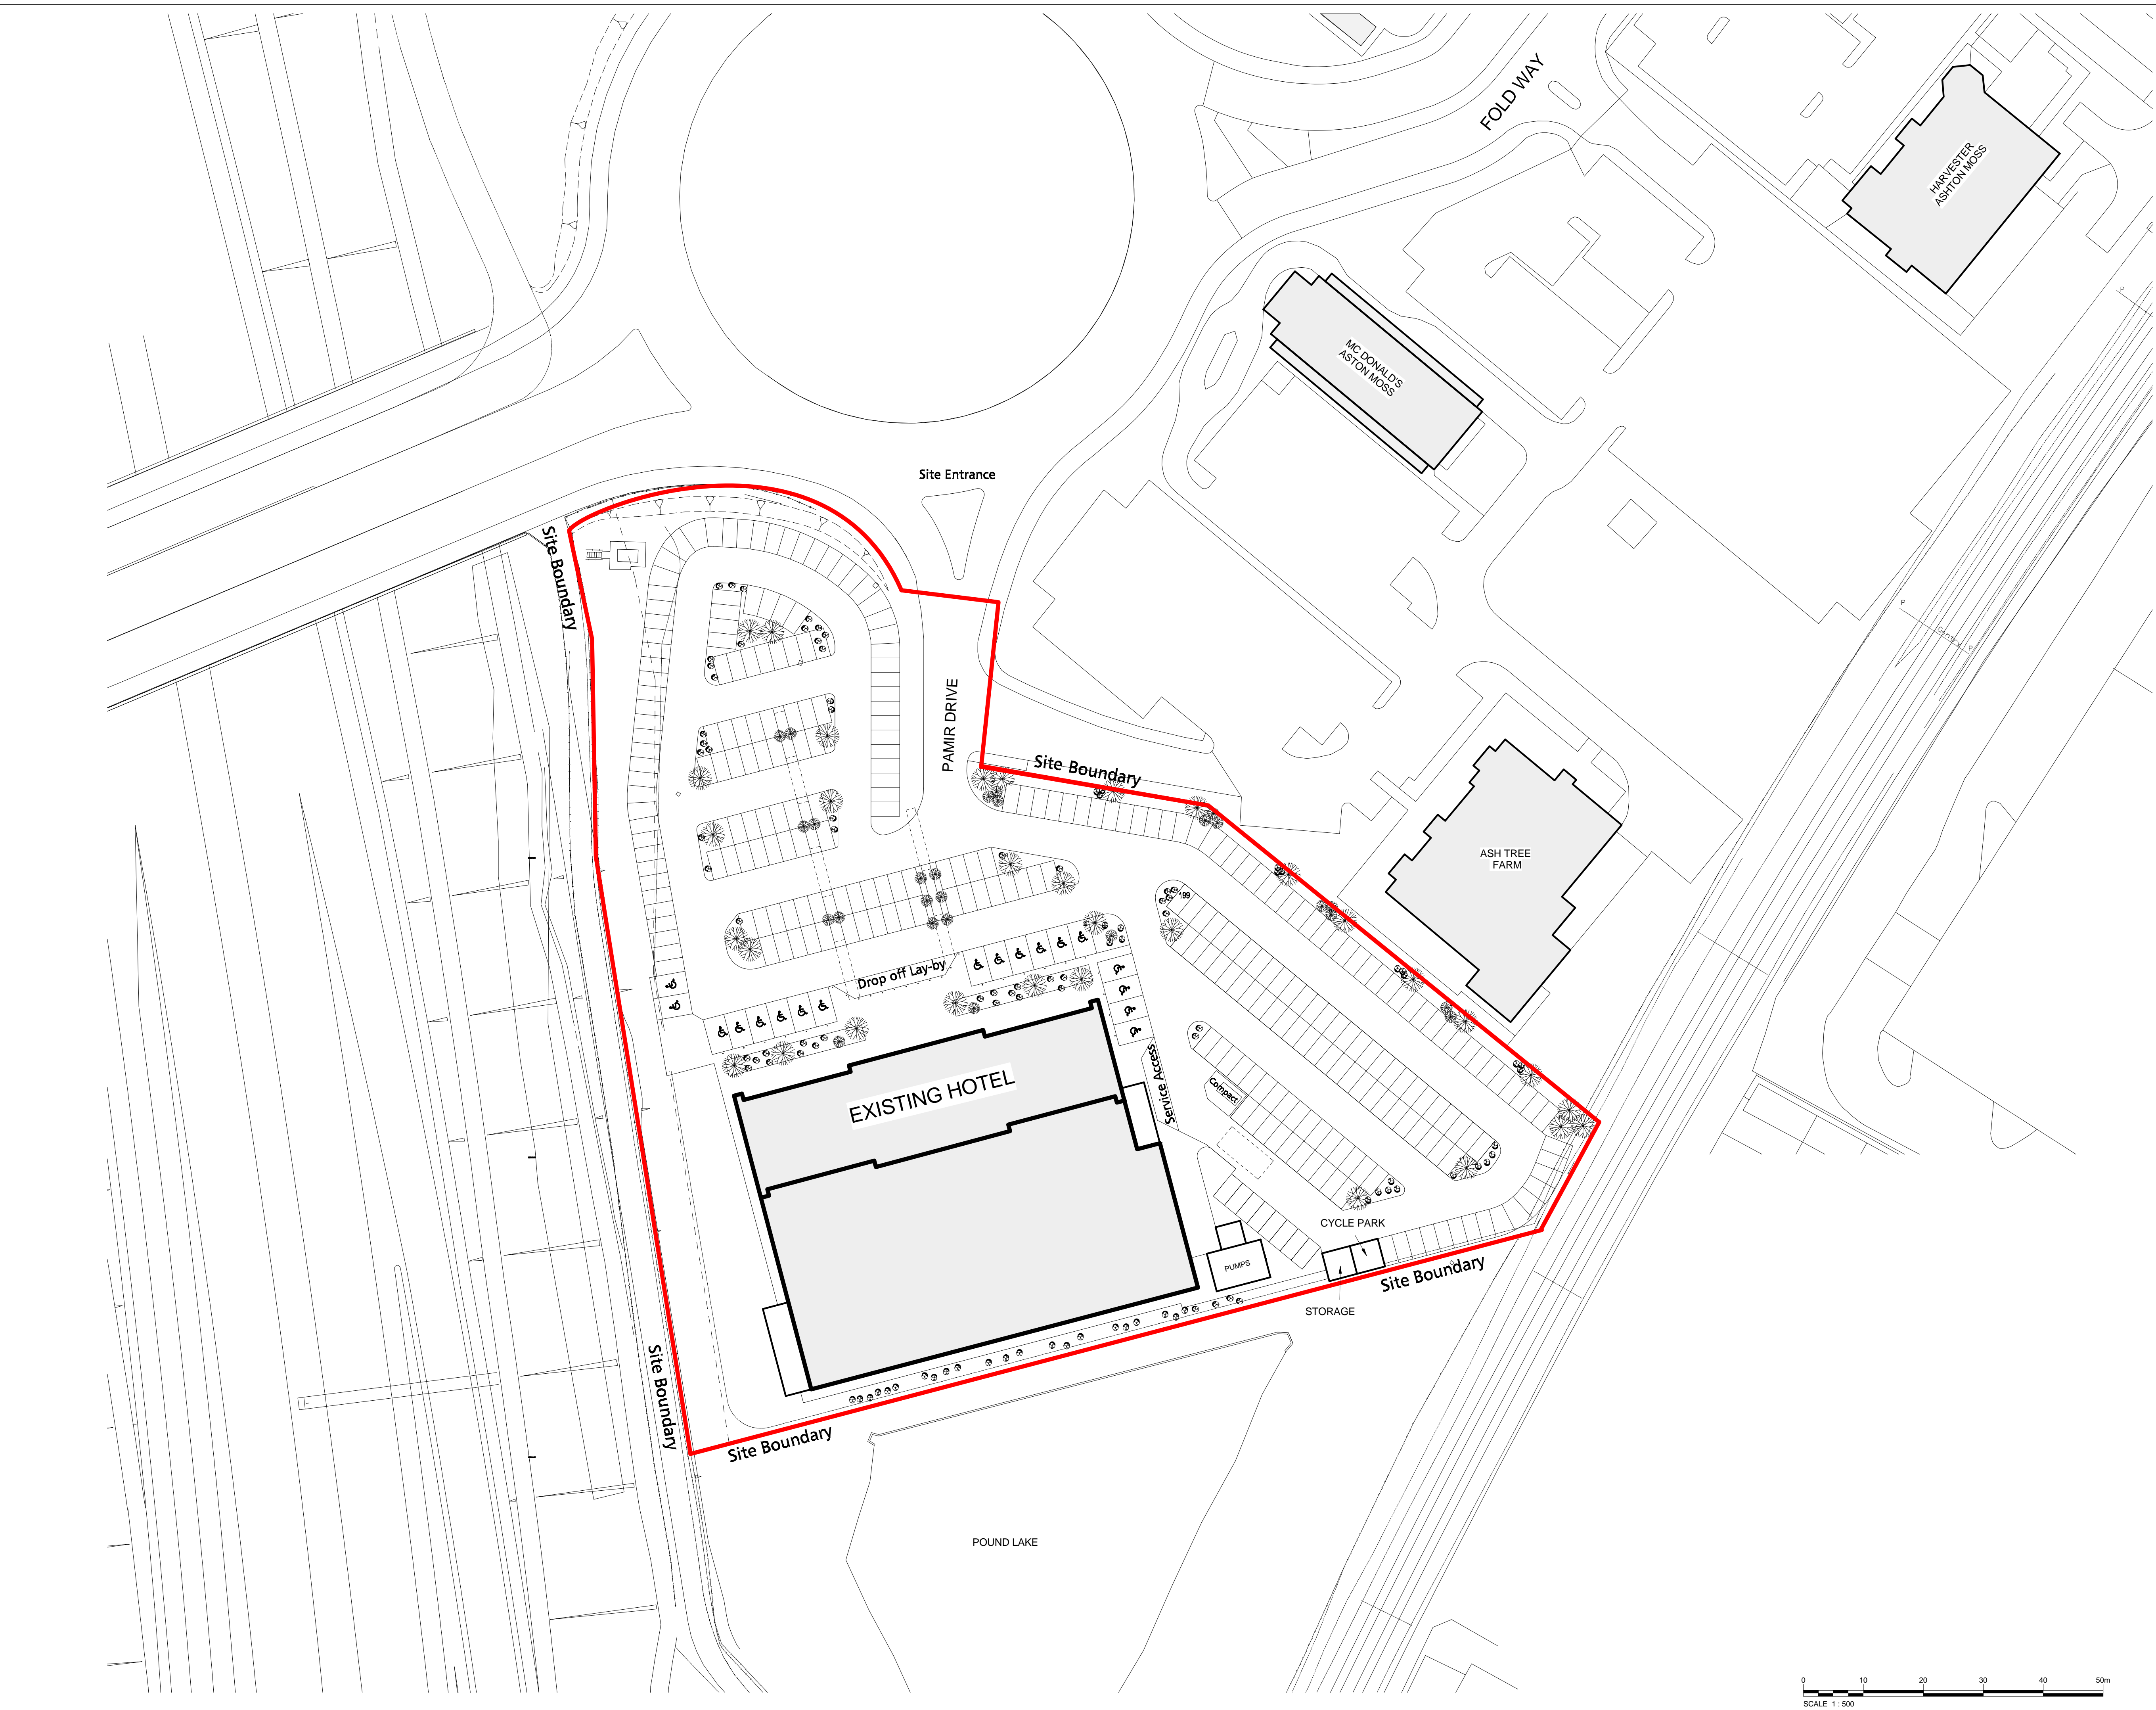 FOLD WAY
HARVESTER
ASHTON MOSS
P
MC DONALD'S
ASTON MOSS
Site Entrance
Site Boundary
P
Gantry
P
PAMIR DRIVE
Site Boundary
ASH TREE
FARM
199
Drop off Lay-by
EXISTING HOTEL
Service Access
Compact
CYCLE PARK
PUMPS
Site Boundary
STORAGE
Site Boundary
Site Boundary
POUND LAKE
0 10 20 30 40 50m
SCALE 1 : 500